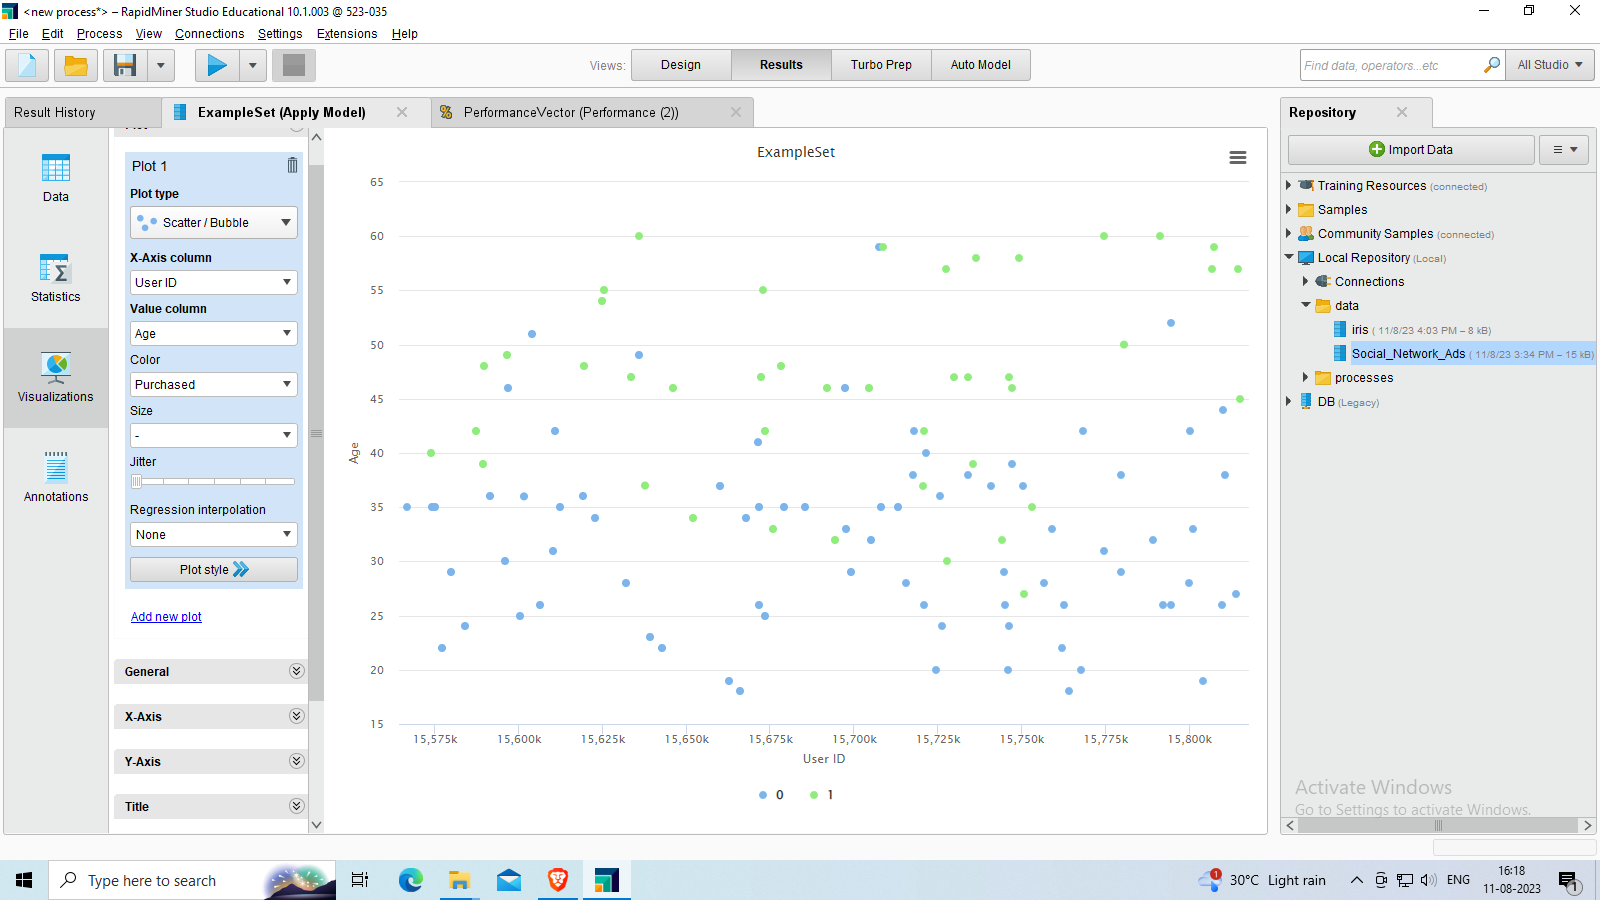 <new process*> – RapidMiner Studio Educational 10.1.003 @ 523-035
File Edit Process View Connections Settings Extensions Help
Views: Design Results Turbo Prep Auto Model
Find data, operators...etc
All Studio
Result History
ExampleSet (Apply Model)
PerformanceVector (Performance (2))
Repository
Data
Statistics
Visualizations
Annotations
Plot 1
Plot type
Scatter / Bubble
X-Axis column
User ID
Value column
Age
Color
Purchased
Size
-
Jitter
Regression interpolation
None
Plot style
Add new plot
General
X-Axis
Y-Axis
Title
ExampleSet
65
60
55
50
45
40
35
30
25
20
15
Age
15,575k 15,600k 15,625k 15,650k 15,675k 15,700k 15,725k 15,750k 15,775k 15,800k
User ID
0 1
Import Data
Training Resources (connected)
Samples
Community Samples (connected)
Local Repository (Local)
Connections
data
iris ( 11/8/23 4:03 PM – 8 kB)
Social_Network_Ads ( 11/8/23 3:34 PM – 15 kB)
processes
DB (Legacy)
Activate Windows
Go to Settings to activate Windows.
Type here to search
1
30°C Light rain
ENG
16:18
11-08-2023
1